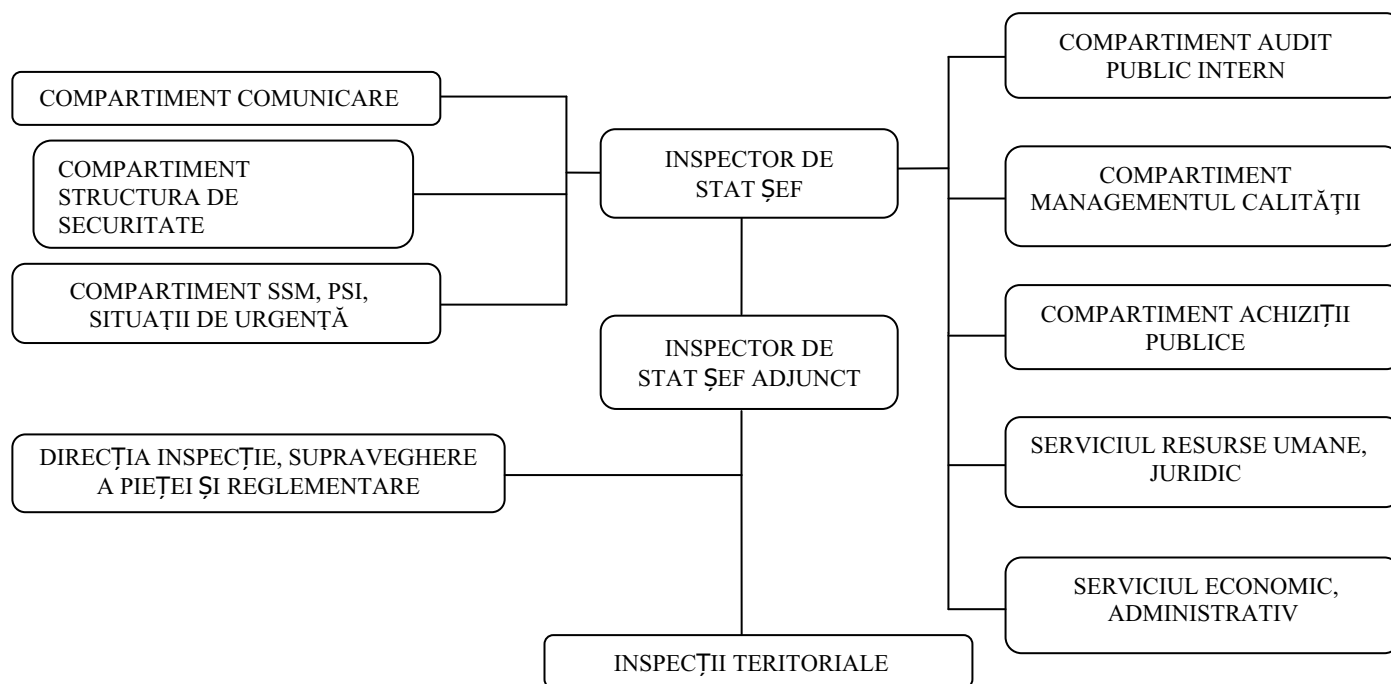 COMPARTIMENT COMUNICARE
COMPARTIMENT
STRUCTURA DE
SECURITATE
COMPARTIMENT SSM, PSI,
SITUAȚII DE URGENȚĂ
INSPECTOR DE
STAT ȘEF
INSPECTOR DE
STAT ȘEF ADJUNCT
DIRECȚIA INSPECȚIE, SUPRAVEGHERE
A PIEȚEI ȘI REGLEMENTARE
INSPECȚII TERITORIALE
COMPARTIMENT AUDIT
PUBLIC INTERN
COMPARTIMENT
MANAGEMENTUL CALITĂŢII
COMPARTIMENT ACHIZIȚII
PUBLICE
SERVICIUL RESURSE UMANE,
JURIDIC
SERVICIUL ECONOMIC,
ADMINISTRATIV